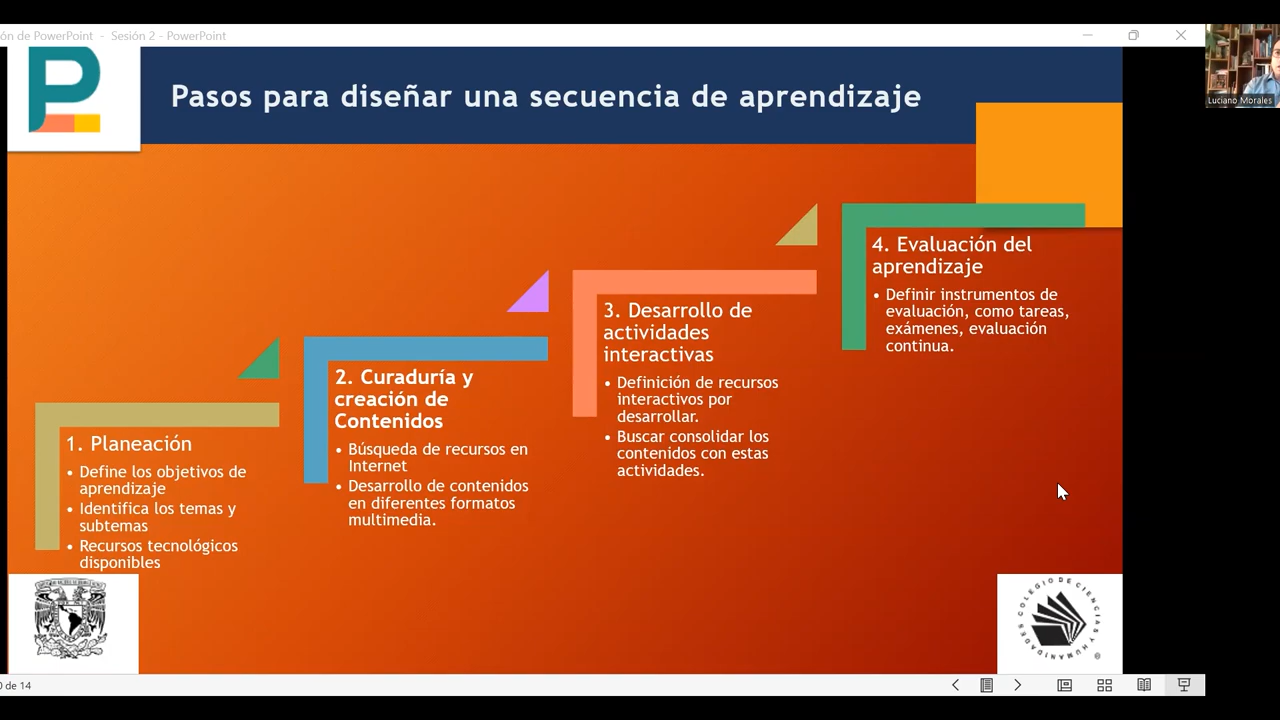 ón de PowerPoint - Sesión 2 - PowerPoint
Luciano Morales
P
Pasos para diseñar una secuencia de aprendizaje
1. Planeación
• Define los objetivos de
aprendizaje
• Identifica los temas y
subtemas
• Recursos tecnológicos
disponibles
2. Curaduría y
creación de
Contenidos
• Búsqueda de recursos en
Internet
• Desarrollo de contenidos
en diferentes formatos
multimedia.
3. Desarrollo de
actividades
interactivas
• Definición de recursos
interactivos por
desarrollar.
• Buscar consolidar los
contenidos con estas
actividades.
4. Evaluación del
aprendizaje
• Definir instrumentos de
evaluación, como tareas,
exámenes, evaluación
continua.
COLEGIO DE CIENCIAS Y HUMANIDADES
®
0 de 14